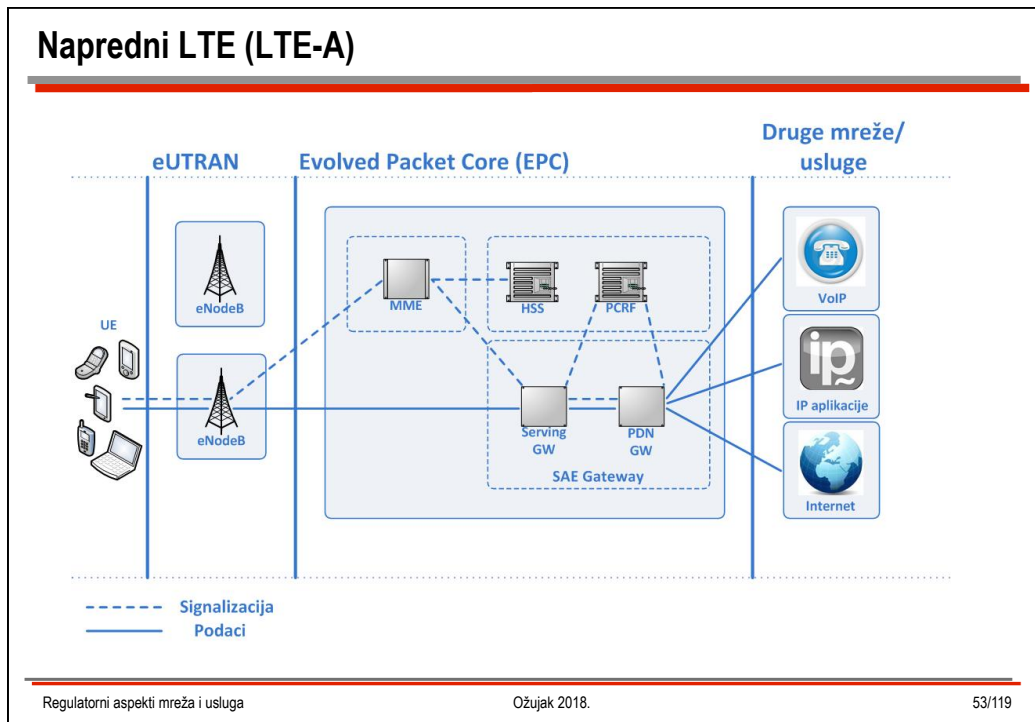 Napredni LTE (LTE-A)
eUTRAN
Evolved Packet Core (EPC)
Druge mreže/
usluge
eNodeB
MME
HSS
PCRF
VoIP
UE
eNodeB
Serving
GW
PDN
GW
SAE Gateway
ip
IP aplikacije
Internet
Signalizacija
Podaci
Regulatorni aspekti mreža i usluga
Ožujak 2018.
53/119